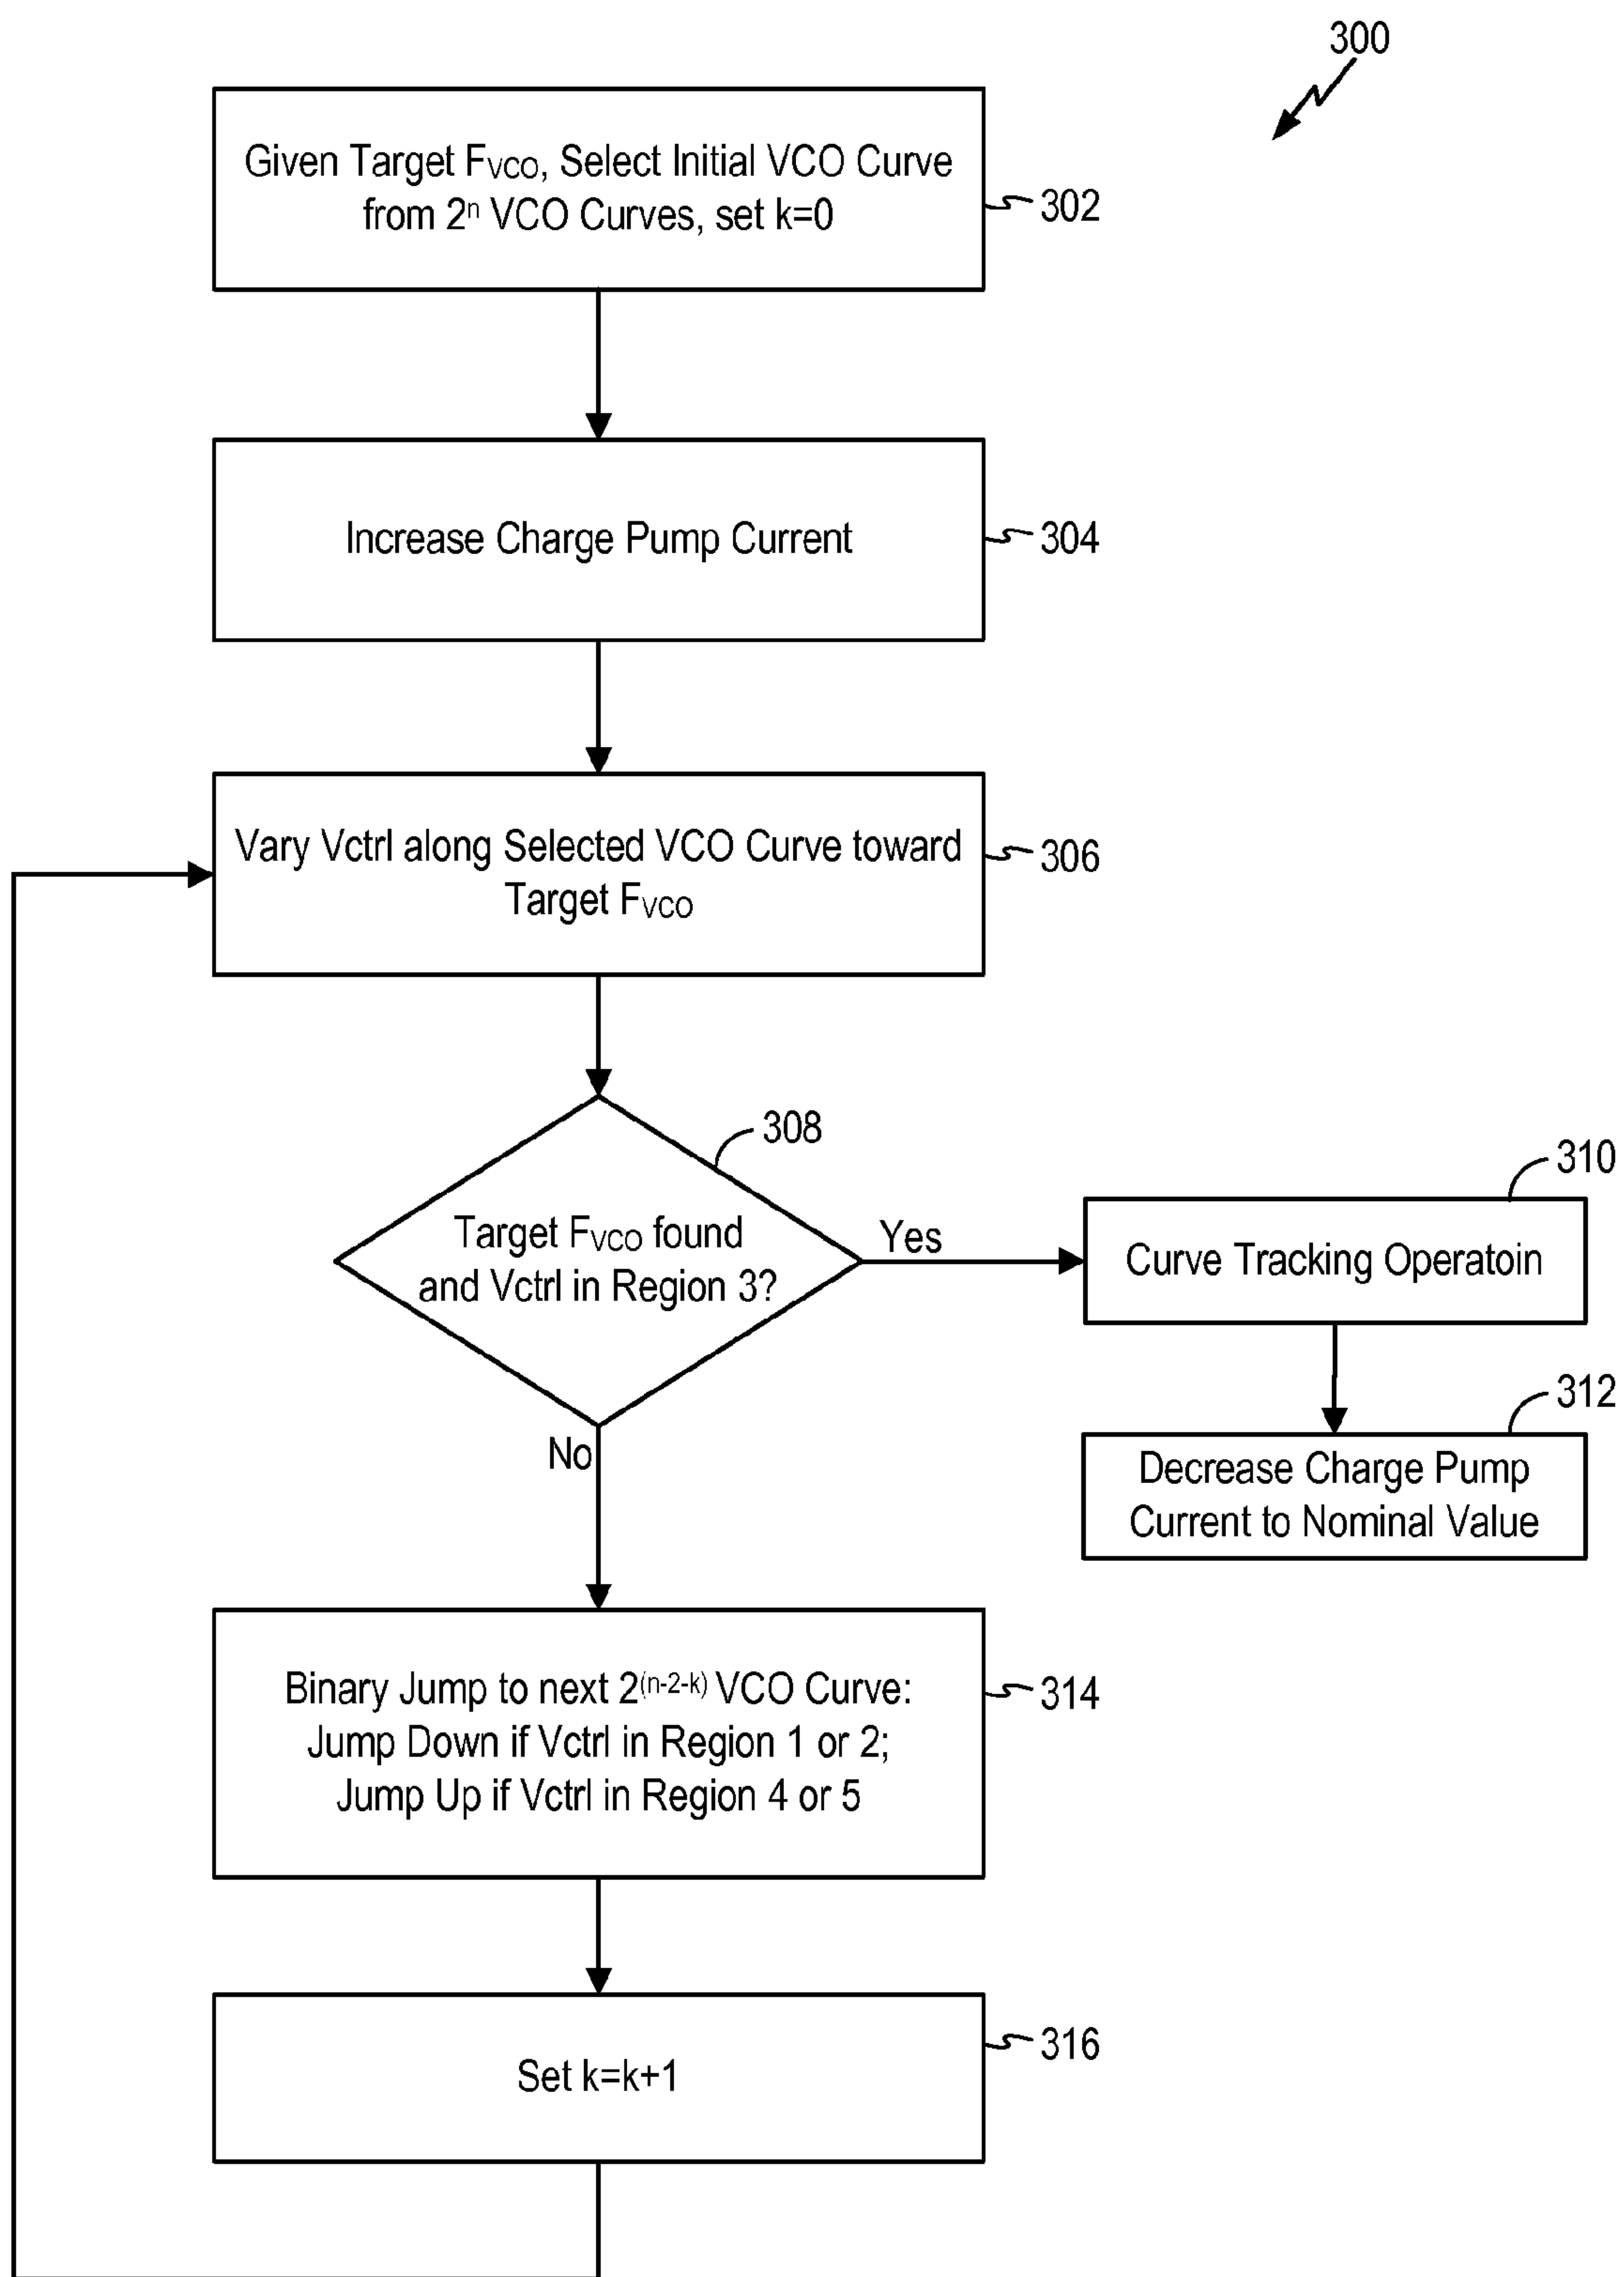 300
Given Target FVCO, Select Initial VCO Curve
from 2ⁿ VCO Curves, set k=0
302
Increase Charge Pump Current
304
Vary Vctrl along Selected VCO Curve toward
Target FVCO
306
308
Target FVCO found
and Vctrl in Region 3?
Yes
310
Curve Tracking Operatoin
312
Decrease Charge Pump
Current to Nominal Value
No
Binary Jump to next 2⁽ⁿ⁻²⁻ᵏ⁾ VCO Curve:
Jump Down if Vctrl in Region 1 or 2;
Jump Up if Vctrl in Region 4 or 5
314
Set k=k+1
316